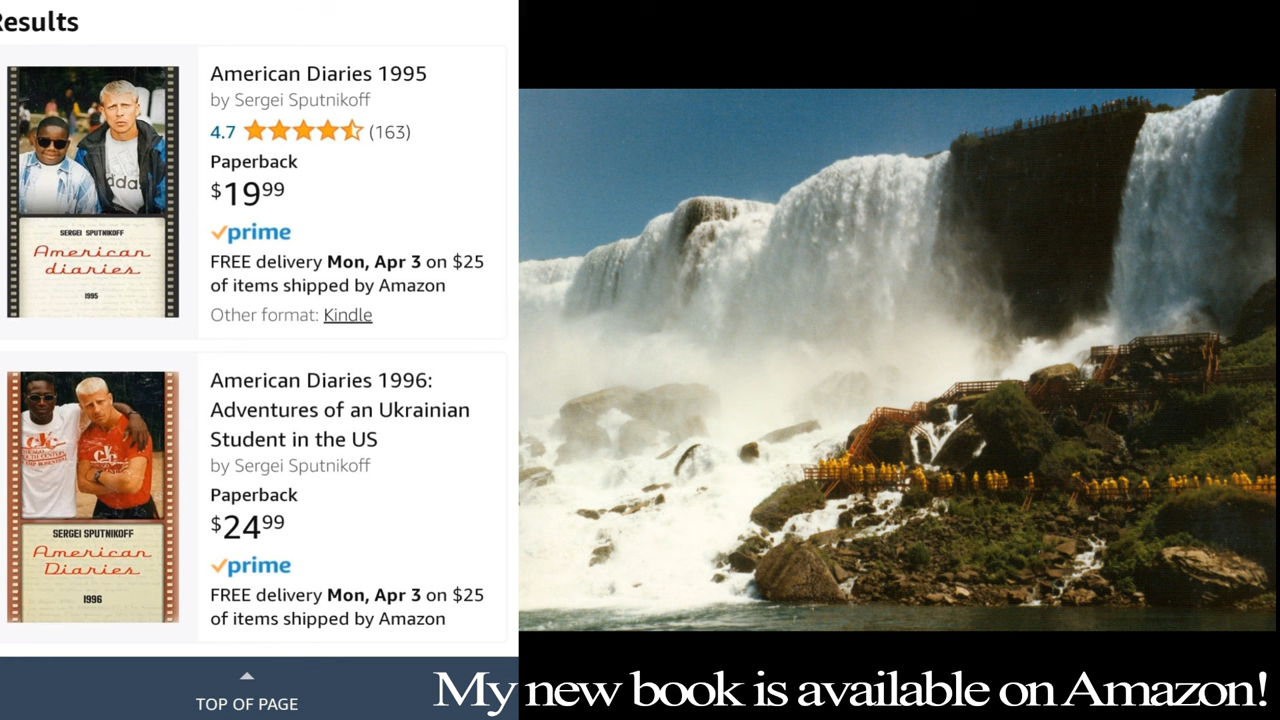 Results
American Diaries 1995
by Sergei Sputnikoff
4.7 (163)
Paperback
$19.99
prime
FREE delivery Mon, Apr 3 on $25
of items shipped by Amazon
Other format: Kindle
SERGEI SPUTNIKOFF
American
diaries
1995
adidas
American Diaries 1996:
Adventures of an Ukrainian
Student in the US
by Sergei Sputnikoff
Paperback
$24.99
prime
FREE delivery Mon, Apr 3 on $25
of items shipped by Amazon
SERGEI SPUTNIKOFF
American
Diaries
1996
TOP OF PAGE
My new book is available on Amazon!